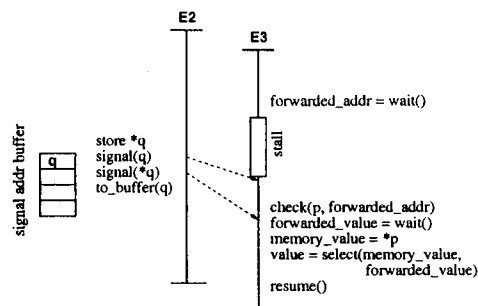 E2
E3
forwarded_addr = wait()
stall
signal addr buffer
q
store *q
signal(q)
signal(*q)
to_buffer(q)
check(p, forwarded_addr)
forwarded_value = wait()
memory_value = *p
value = select(memory_value,
forwarded_value)
resume()